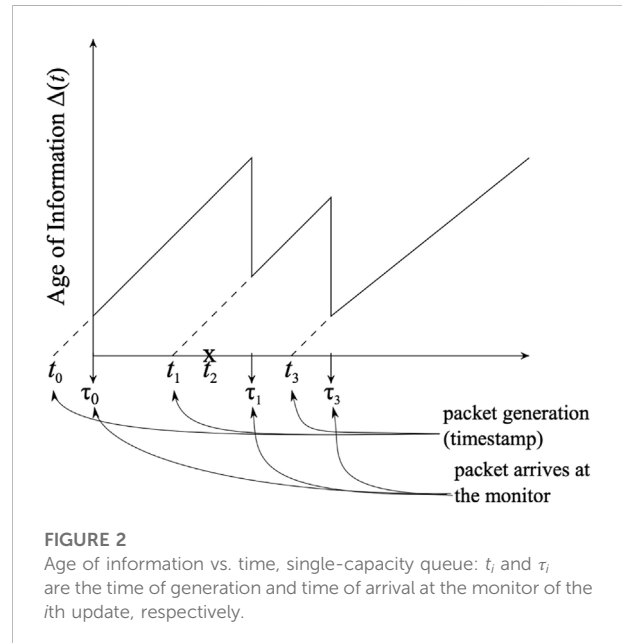 Age of Information Δ(t)
t₀ t₁ x t₂ t₃
τ₀ τ₁ τ₃
packet generation
(timestamp)
packet arrives at
the monitor
FIGURE 2
Age of information vs. time, single-capacity queue: tᵢ and τᵢ
are the time of generation and time of arrival at the monitor of the
ith update, respectively.